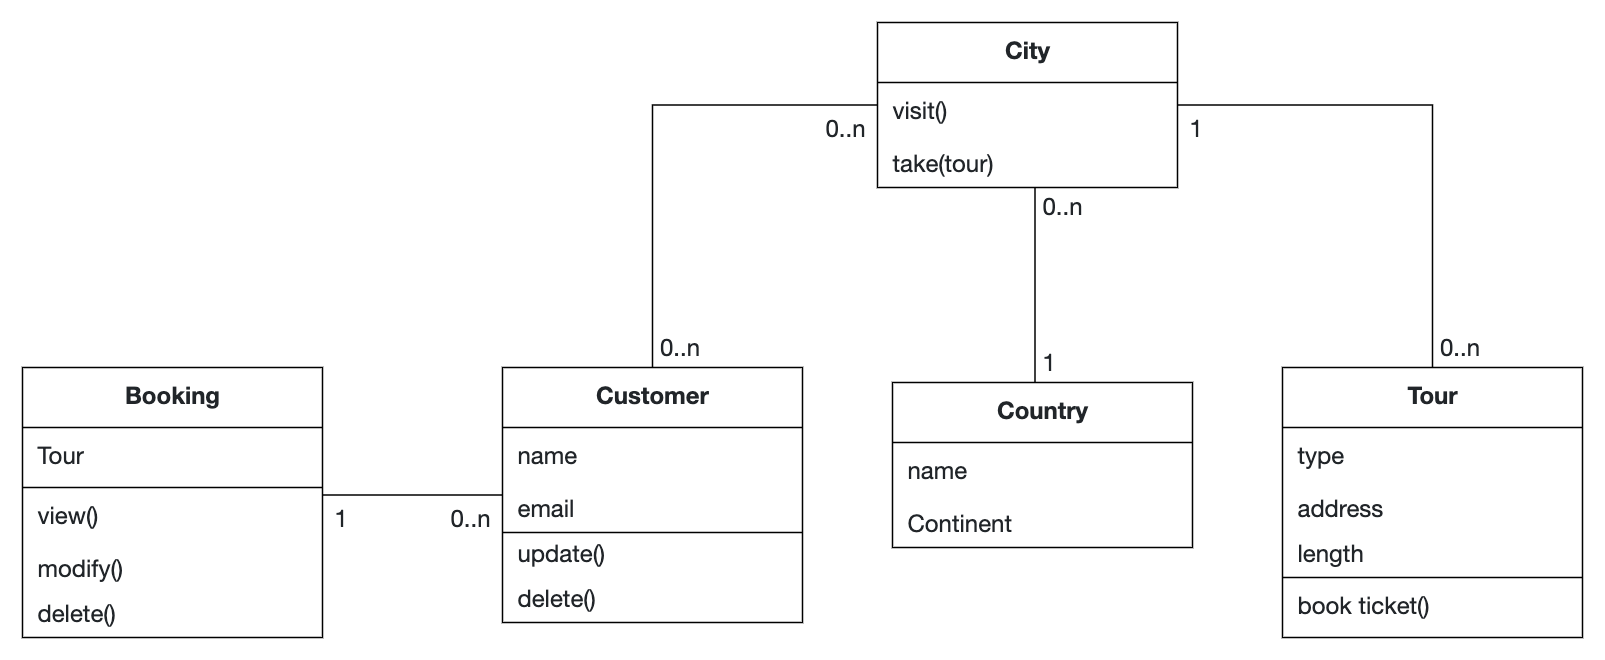 City
visit()
take(tour)
0..n
1
0..n
0..n
1
0..n
Booking
Tour
view()
modify()
delete()
1
0..n
Customer
name
email
update()
delete()
Country
name
Continent
Tour
type
address
length
book ticket()